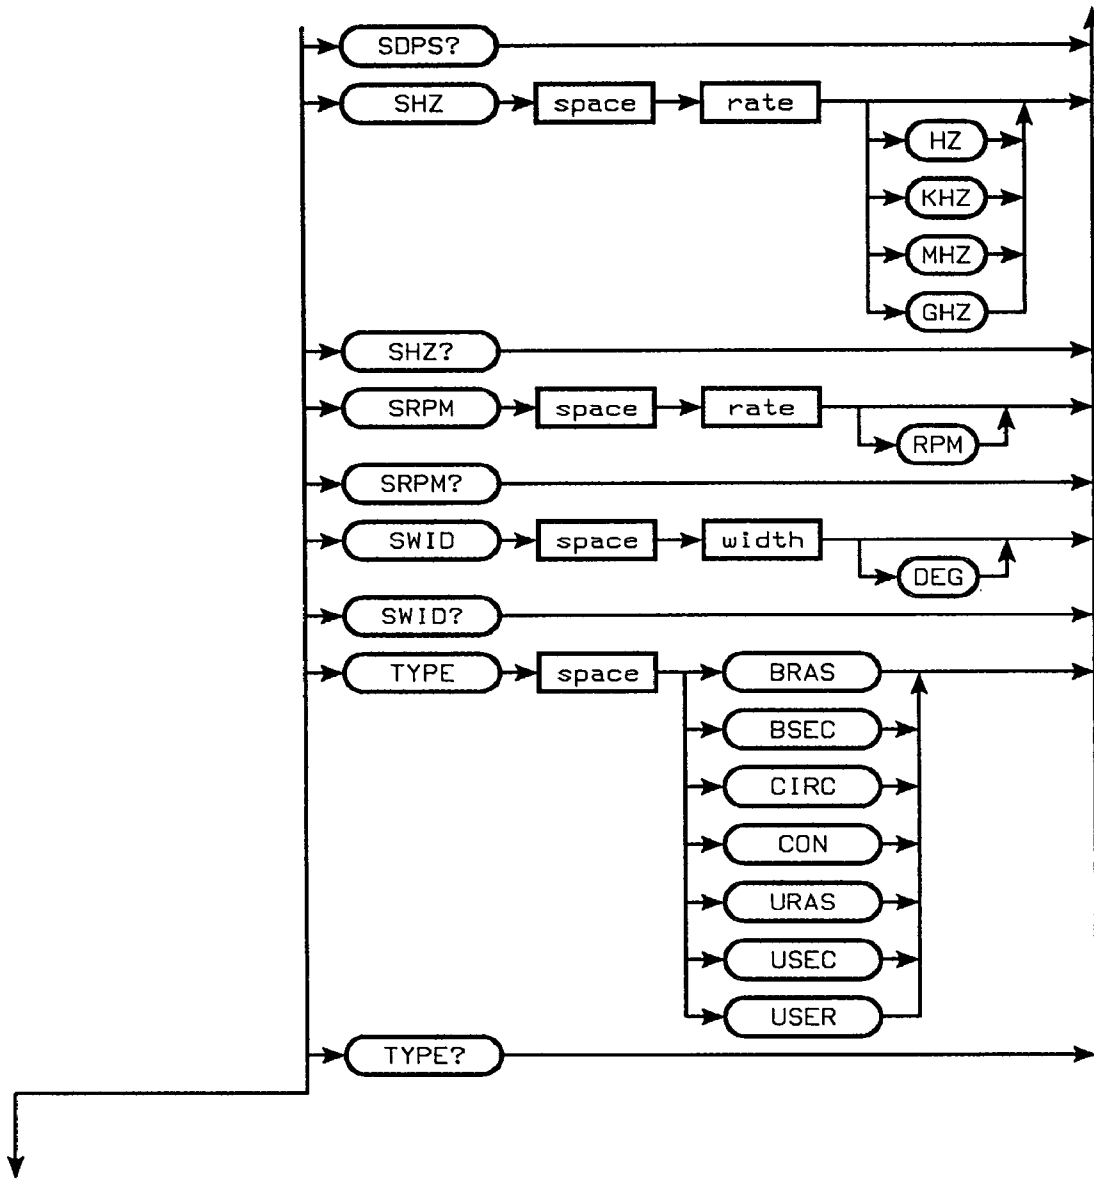 SDPS?
SHZ space rate
HZ
KHZ
MHZ
GHZ
SHZ?
SRPM space rate
RPM
SRPM?
SWID space width
DEG
SWID?
TYPE space BRAS
BSEC
CIRC
CON
URAS
USEC
USER
TYPE?